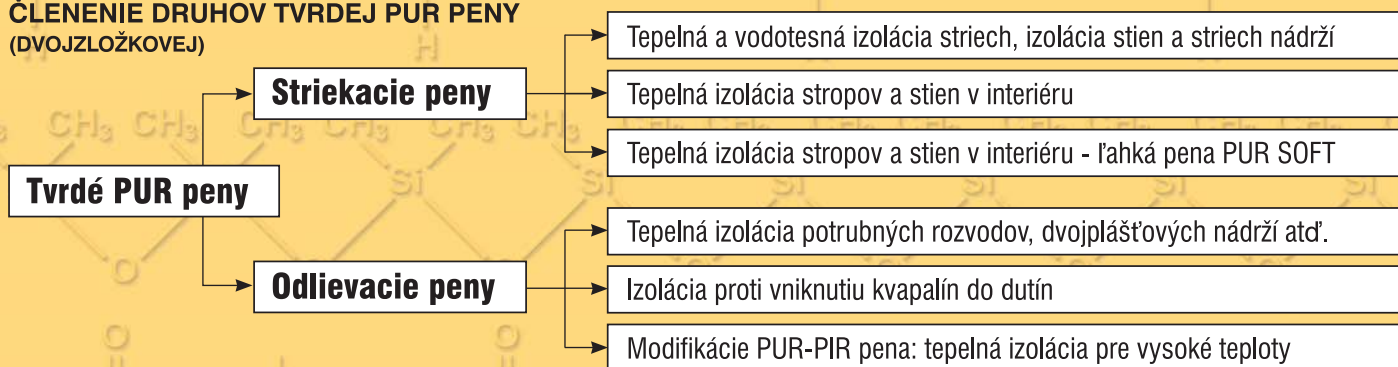 ČLENENIE DRUHOV TVRDEJ PUR PENY
(DVOJZLOŽKOVEJ)
Tvrdé PUR peny
Striekacie peny
Tepelná a vodotesná izolácia striech, izolácia stien a striech nádrží
Tepelná izolácia stropov a stien v interiéru
Tepelná izolácia stropov a stien v interiéru - ľahká pena PUR SOFT
Odlievacie peny
Tepelná izolácia potrubných rozvodov, dvojplášťových nádrží atď.
Izolácia proti vniknutiu kvapalín do dutín
Modifikácie PUR-PIR pena: tepelná izolácia pre vysoké teploty